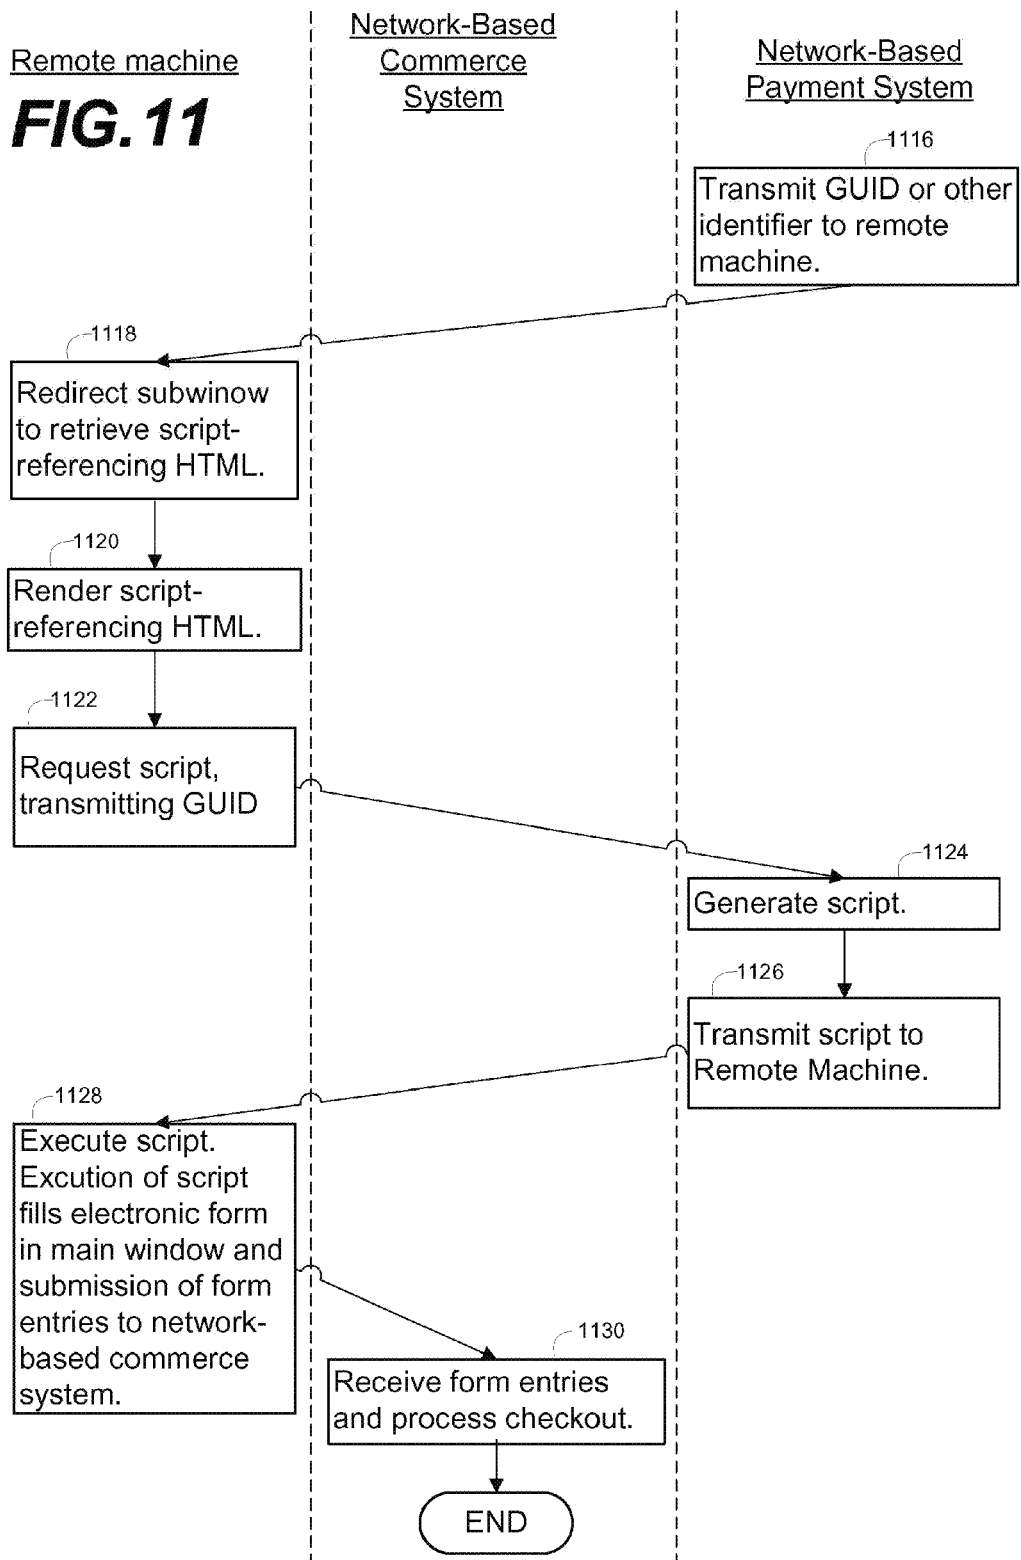 Remote machine
Network-Based
Commerce
System
Network-Based
Payment System
FIG. 11
1116
Transmit GUID or other
identifier to remote
machine.
1118
Redirect subwinow
to retrieve script-
referencing HTML.
1120
Render script-
referencing HTML.
1122
Request script,
transmitting GUID
1124
Generate script.
1126
Transmit script to
Remote Machine.
1128
Execute script.
Excution of script
fills electronic form
in main window and
submission of form
entries to network-
based commerce
system.
1130
Receive form entries
and process checkout.
END